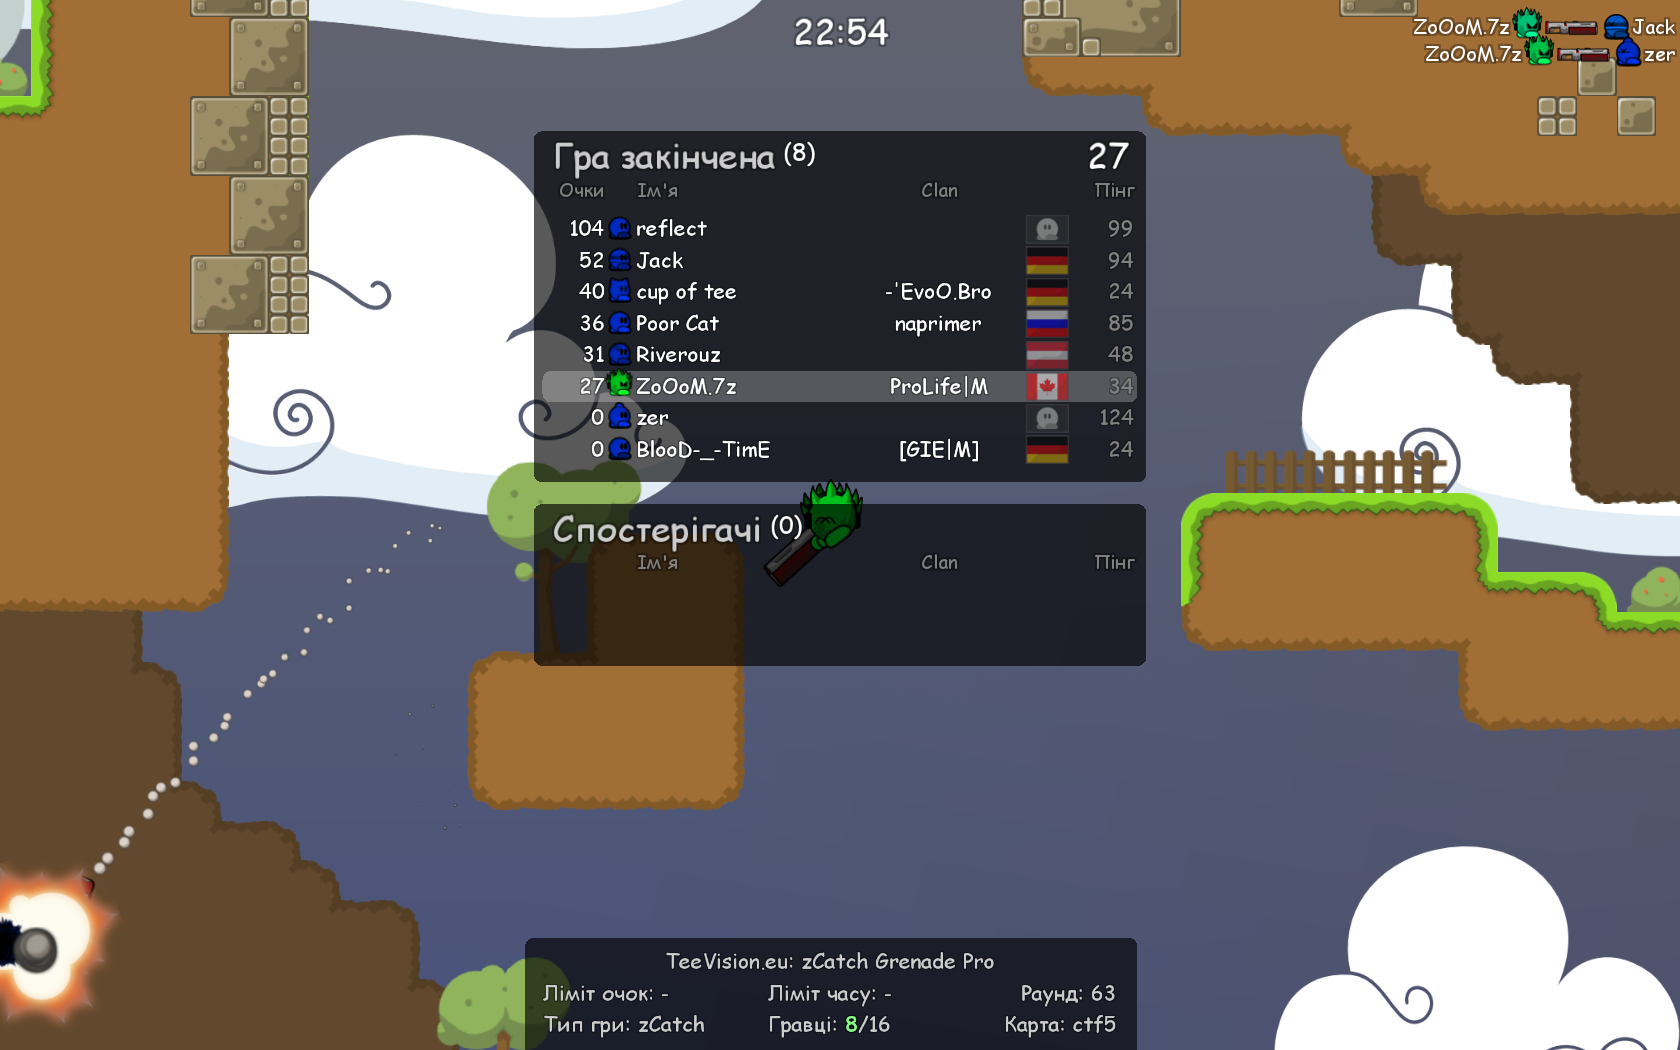 22:54
ZoOoM.7z Jack
ZoOoM.7z zer
Гра закінчена (8) 27
Очки Ім'я Clan Пінг
104 reflect 99
52 Jack 94
40 cup of tee -'EvoO.Bro 24
36 Poor Cat naprimer 85
31 Riverouz 48
27 ZoOoM.7z ProLife|M 34
0 zer 124
0 BlooD-_-TimE [GIE|M] 24
Спостерігачі (0)
Ім'я Clan Пінг
TeeVision.eu: zCatch Grenade Pro
Ліміт очок: - Ліміт часу: - Раунд: 63
Тип гри: zCatch Гравці: 8/16 Карта: ctf5